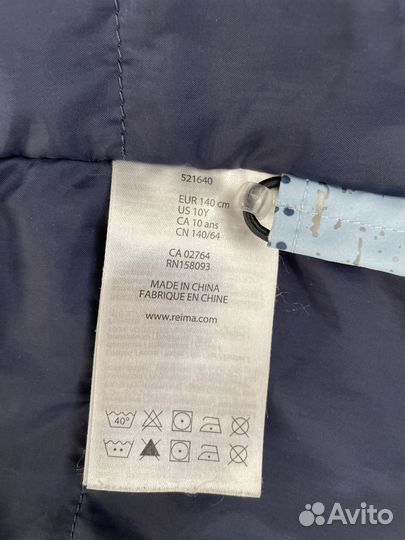 521640
EUR 140 cm
US 10Y
CA 10 ans
CN 140/64
CA 02764
RN158093
MADE IN CHINA
FABRIQUE EN CHINE
www.reima.com
40°
Avito